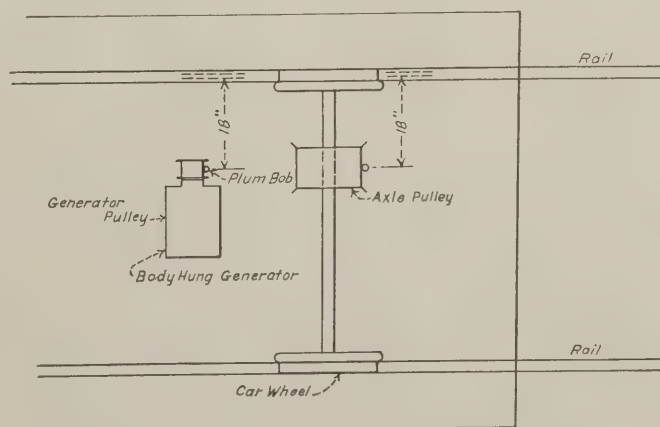 Rail
18"
18"
Plum Bob
Axle Pulley
Generator
Pulley
Body Hung Generator
Rail
Car Wheel